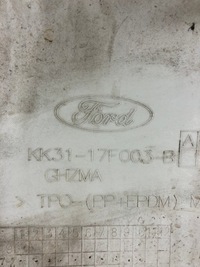 Ford
KK31-17F003-B
GHZMA
> TPO-(PP+EPDM) M
A